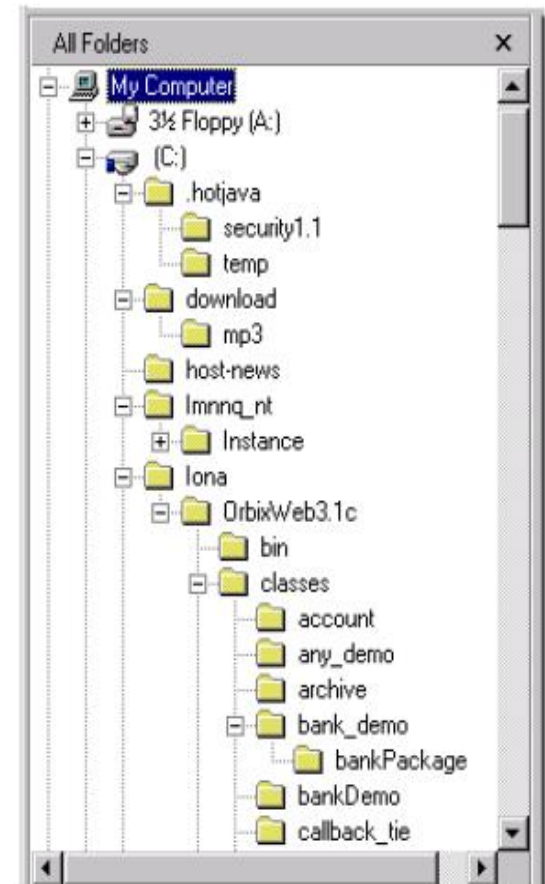 All Folders
My Computer
3½ Floppy (A:)
(C:)
.hotjava
security1.1
temp
download
mp3
host-news
Imnnq_nt
Instance
Iona
OrbixWeb3.1c
bin
classes
account
any_demo
archive
bank_demo
bankPackage
bankDemo
callback_tie